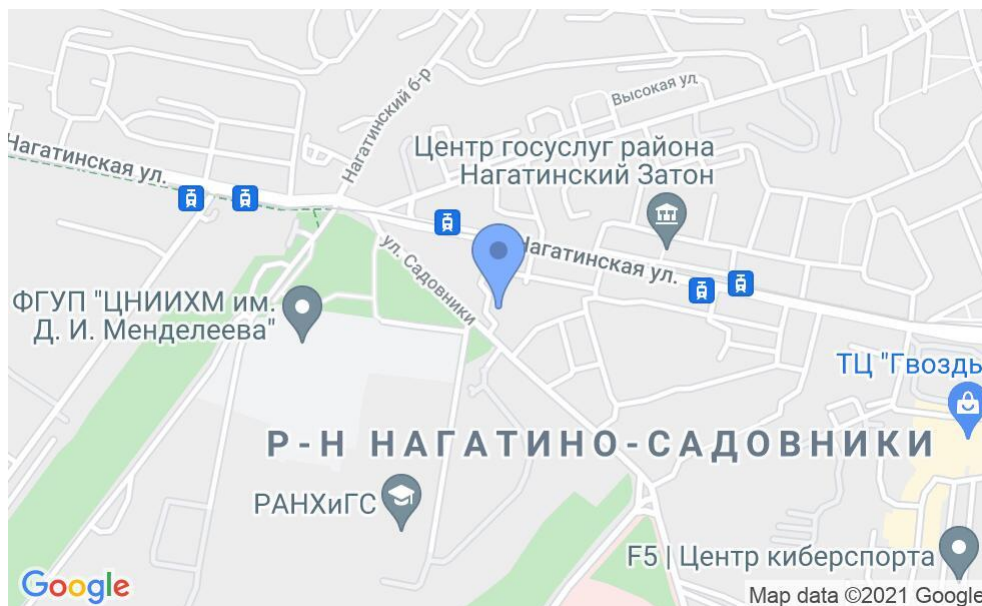 Нагатинский б-р
Высокая ул.
Нагатинская ул.
Центр госуслуг района
Нагатинский Затон
ул. Садовники
Нагатинская ул.
ФГУП "ЦНИИХМ им.
Д. И. Менделеева"
ТЦ "Гвоздь
Р-Н НАГАТИНО-САДОВНИКИ
РАНХиГС
F5 | Центр киберспорта
Google
Map data ©2021 Google